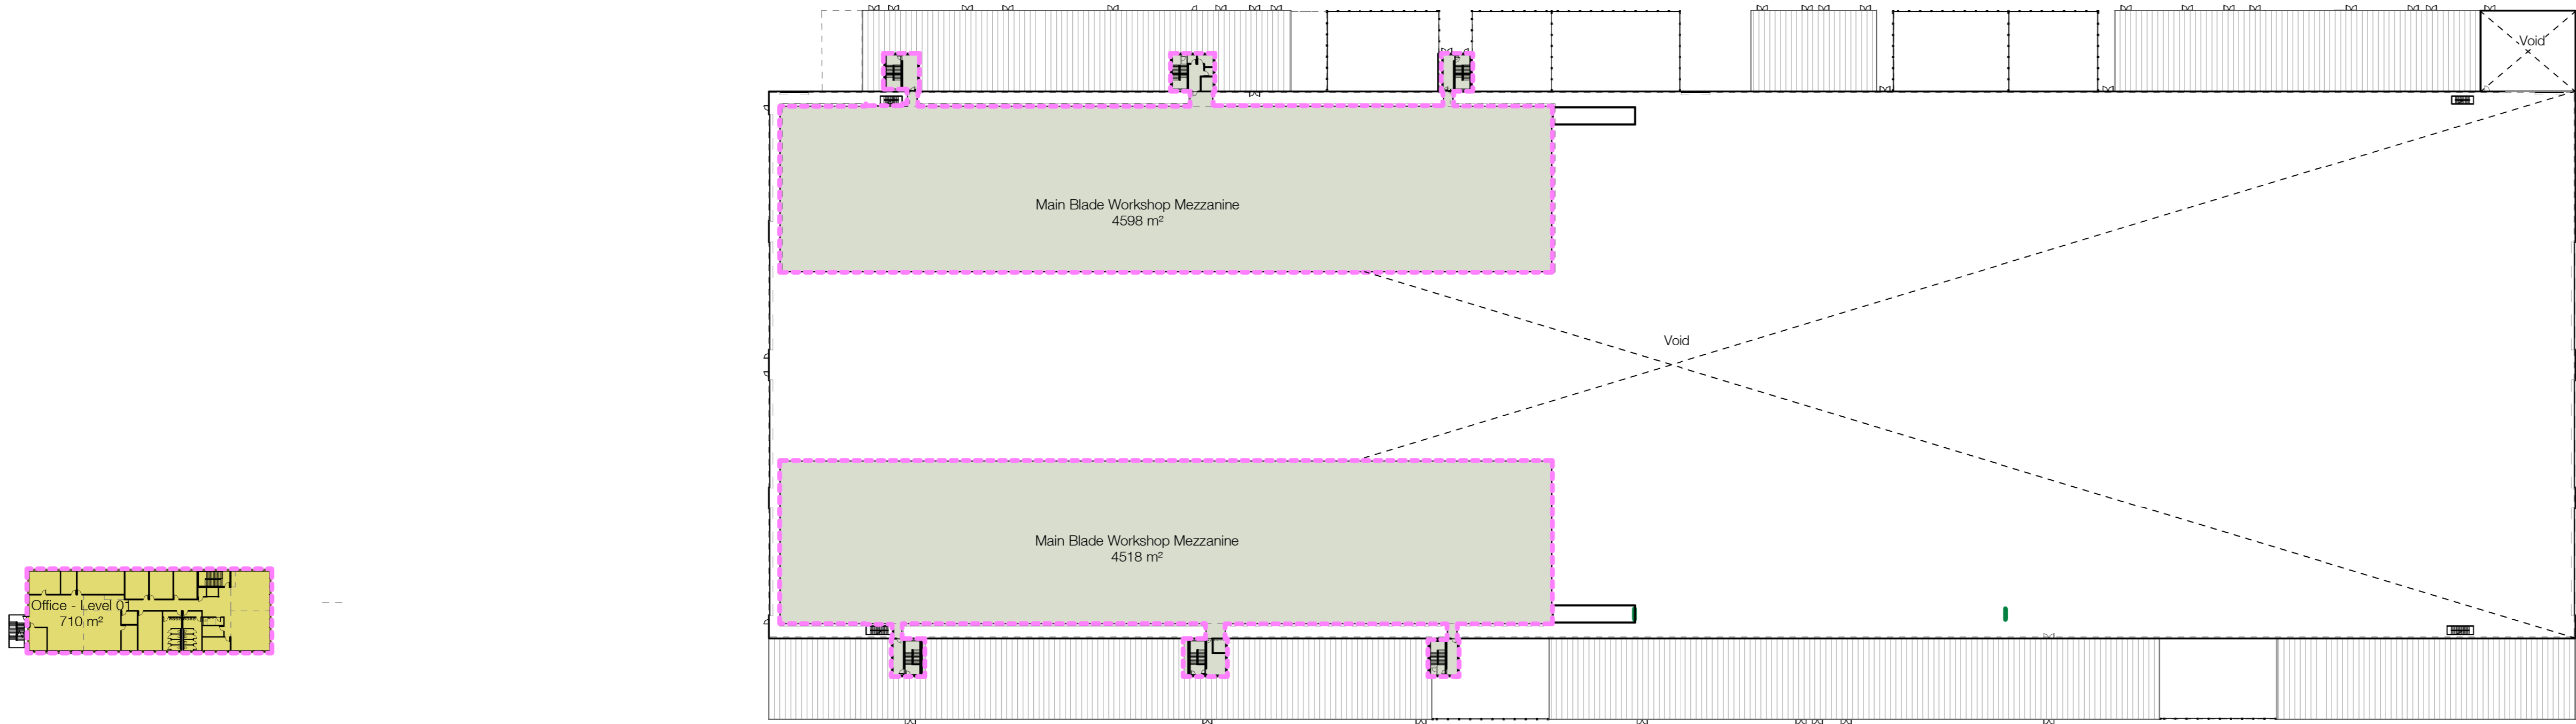 Void
Main Blade Workshop Mezzanine
4598 m²
Void
Main Blade Workshop Mezzanine
4518 m²
Office - Level 01
710 m²